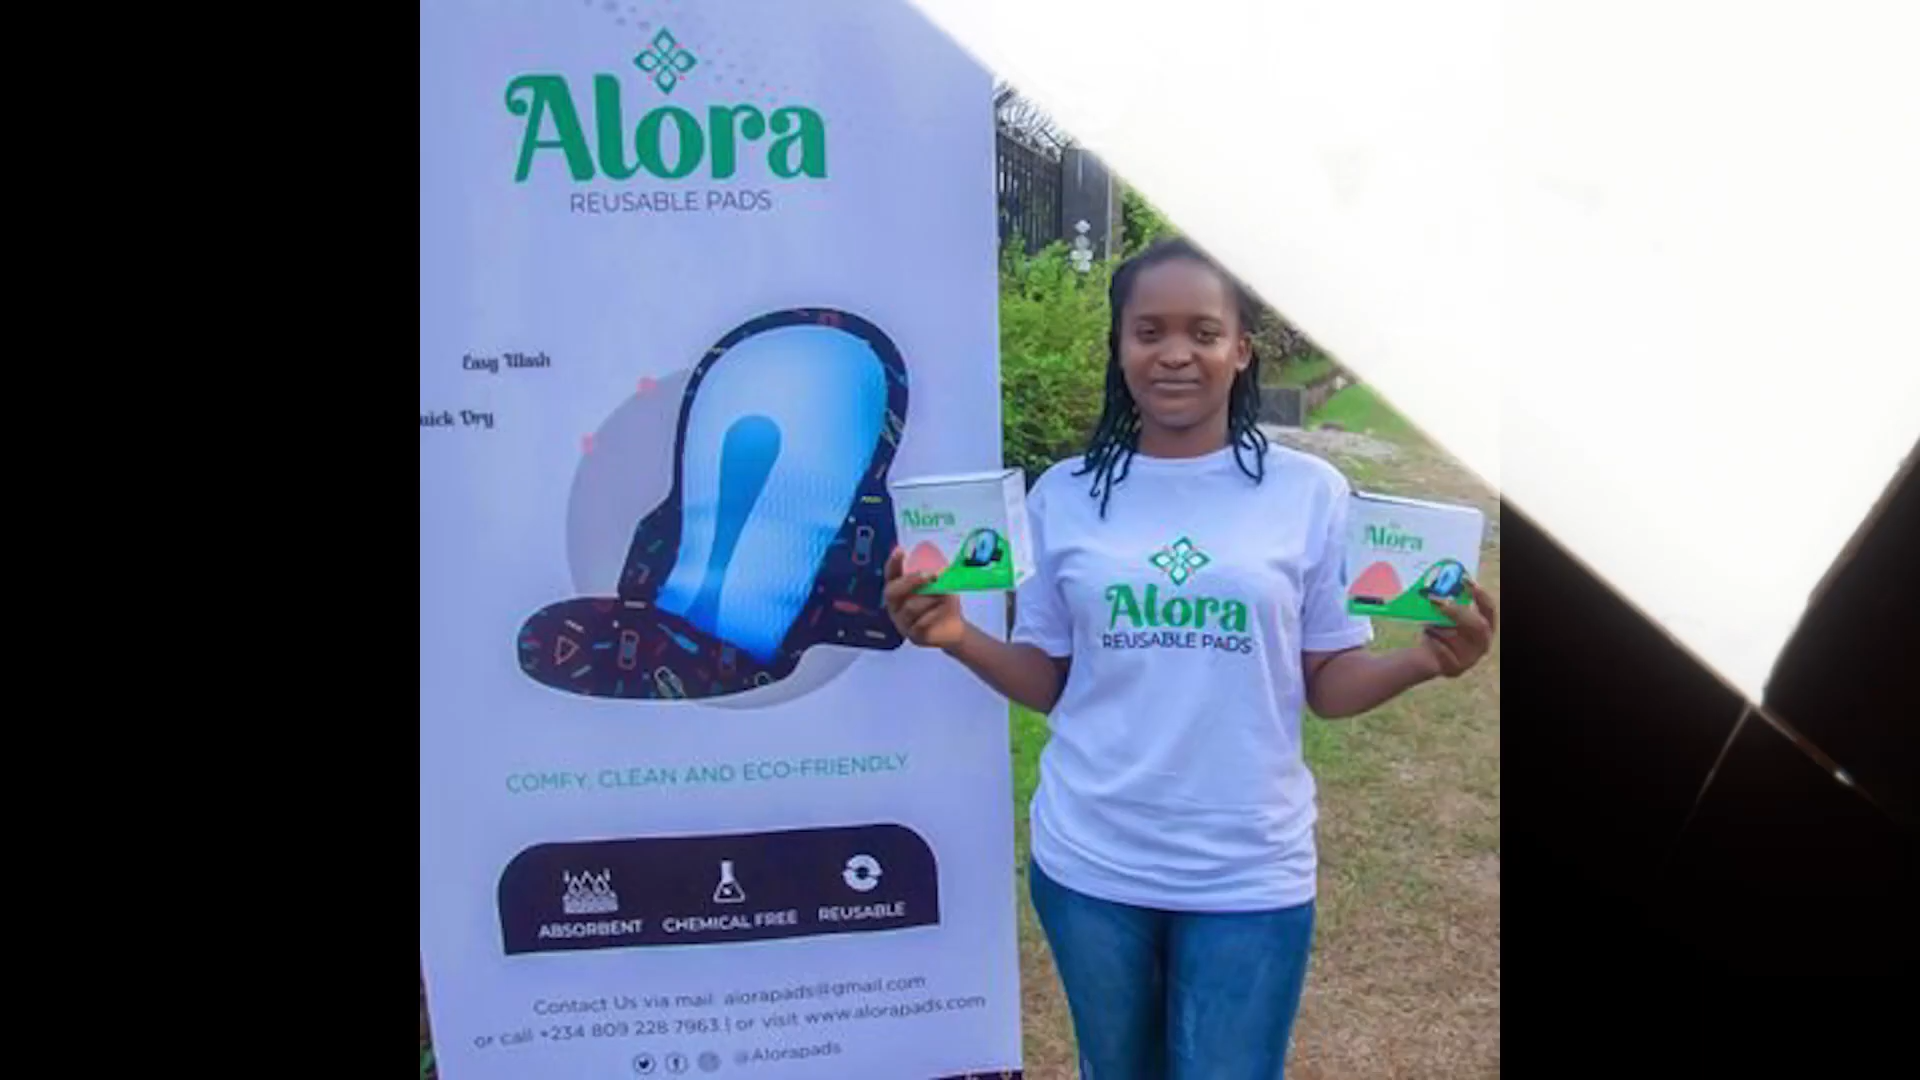 Alora
REUSABLE PADS
Easy Wash
uick Dry
COMFY, CLEAN AND ECO-FRIENDLY
ABSORBENT CHEMICAL FREE REUSABLE
Contact Us via mail: alorapads@gmail.com
or call +234 809 228 7963 | or visit www.alorapads.com
@Alorapads
Alora
Alora
Alora
REUSABLE PADS